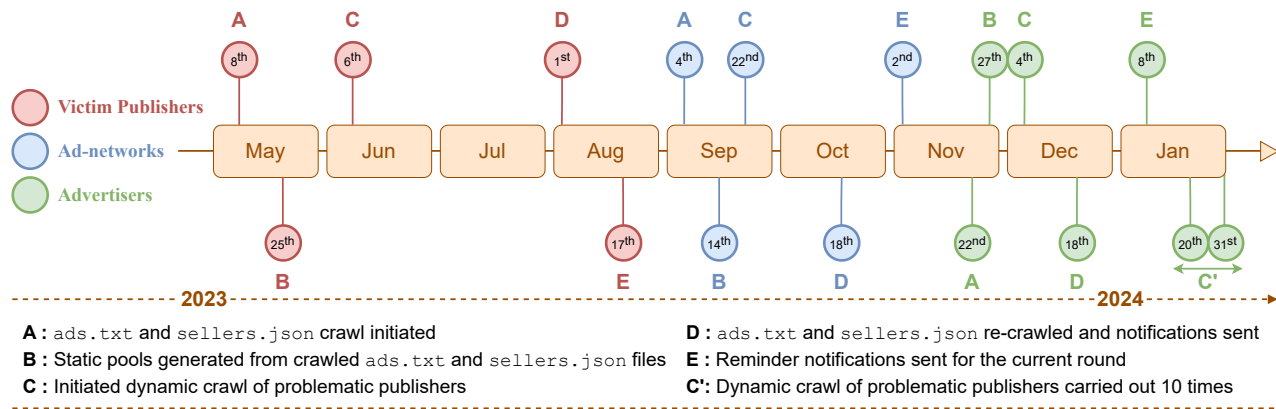 A C D A C E B C E
8th 6th 1st 4th 22nd 2nd 27th 4th 8th
Victim Publishers
Ad-networks
Advertisers
May Jun Jul Aug Sep Oct Nov Dec Jan
25th 17th 14th 18th 22nd 18th 20th 31st
B E B D A D C'
2023 2024
A : ads.txt and sellers.json crawl initiated
B : Static pools generated from crawled ads.txt and sellers.json files
C : Initiated dynamic crawl of problematic publishers
D : ads.txt and sellers.json re-crawled and notifications sent
E : Reminder notifications sent for the current round
C': Dynamic crawl of problematic publishers carried out 10 times